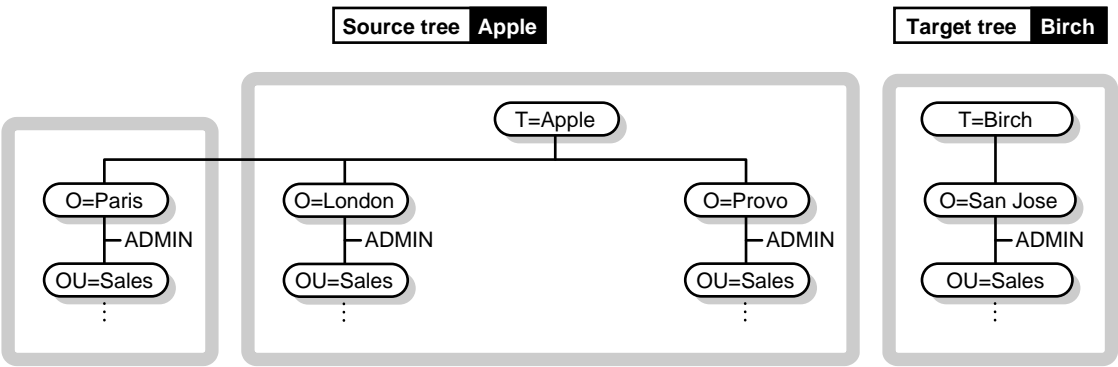 Source tree Apple
Target tree Birch
T=Apple
T=Birch
O=Paris
O=London
O=Provo
O=San Jose
ADMIN
ADMIN
ADMIN
ADMIN
OU=Sales
OU=Sales
OU=Sales
OU=Sales